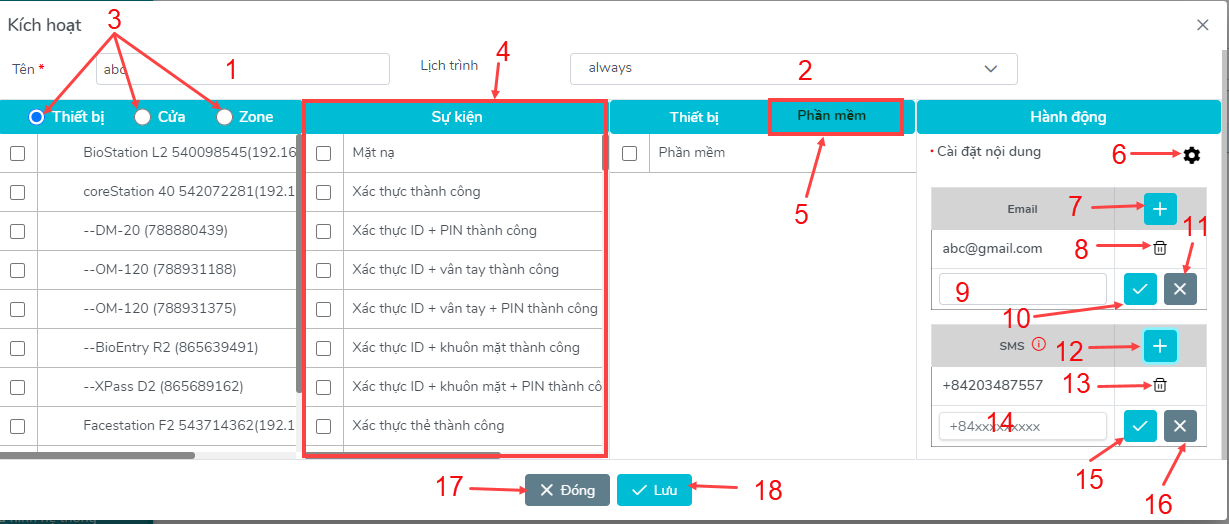 Kích hoạt
3
4
Tên * abc 1
Lịch trình always 2
Thiết bị Cửa Zone
Sự kiện
Thiết bị Phần mềm
Hành động
BioStation L2 540098545(192.16
coreStation 40 542072281(192.1
--DM-20 (788880439)
--OM-120 (788931188)
--OM-120 (788931375)
--BioEntry R2 (865639491)
--XPass D2 (865689162)
Facestation F2 543714362(192.1
Mặt nạ
Xác thực thành công
Xác thực ID + PIN thành công
Xác thực ID + vân tay thành công
Xác thực ID + vân tay + PIN thành công
Xác thực ID + khuôn mặt thành công
Xác thực ID + khuôn mặt + PIN thành cô
Xác thực thẻ thành công
Phần mềm
5
Cài đặt nội dung 6
Email 7
abc@gmail.com 8 11
9
10
SMS 12
+84203487557 13
+84xxxxxxxxx 14
15 16
17 Đóng Lưu 18